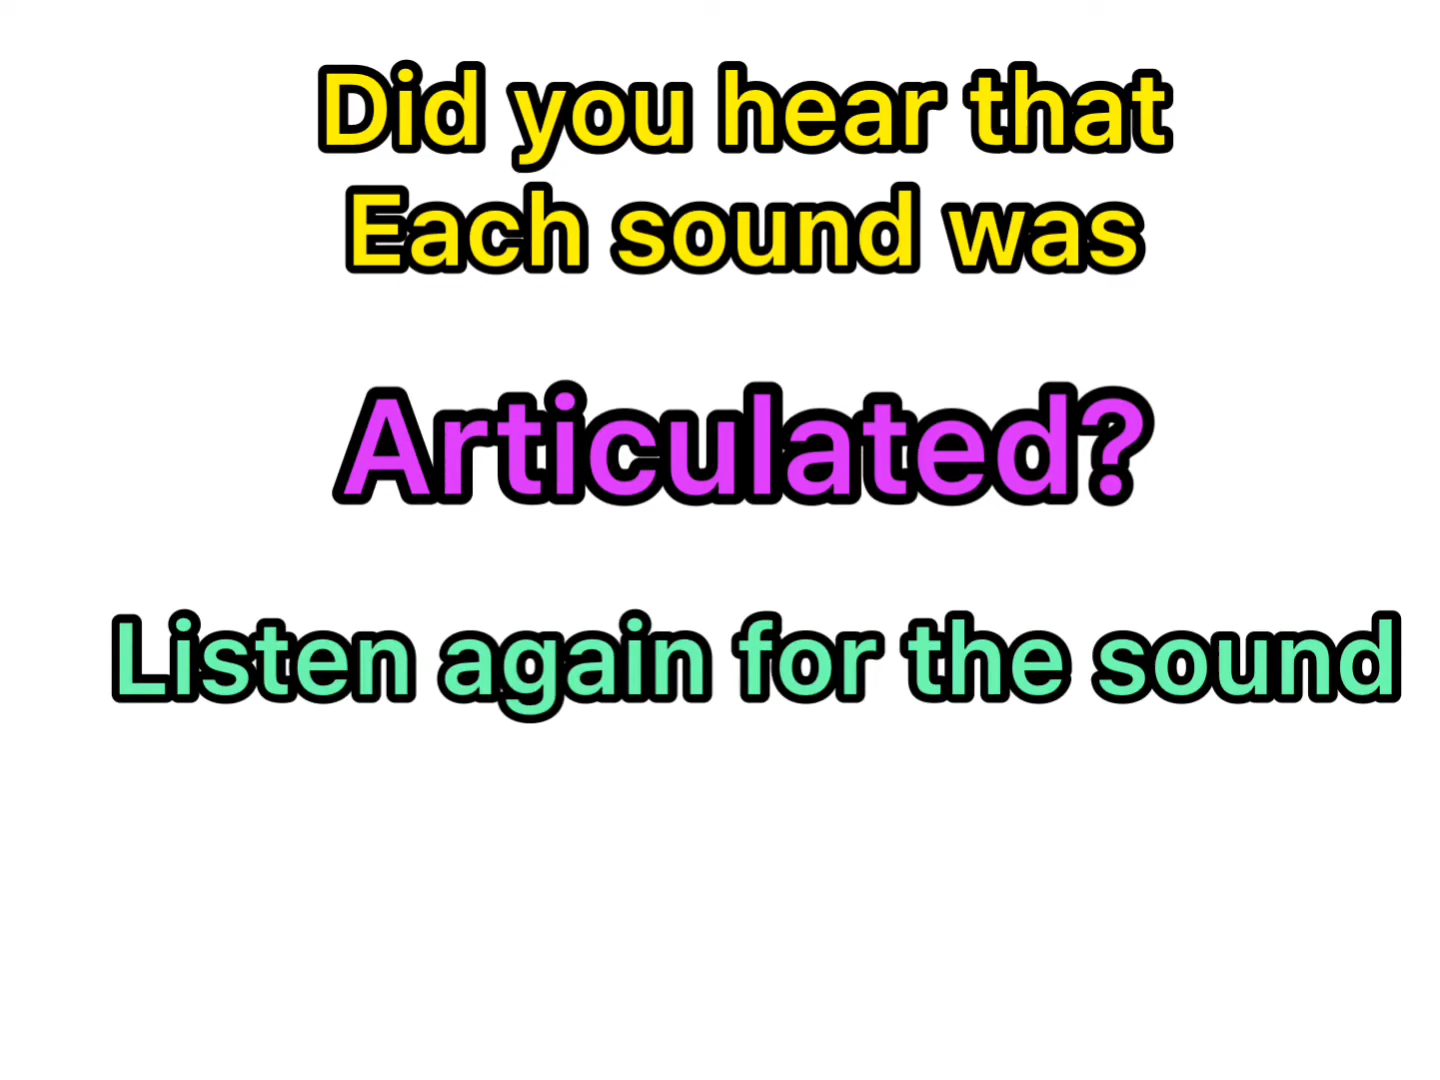 Did you hear that
Each sound was
Articulated?
Listen again for the sound